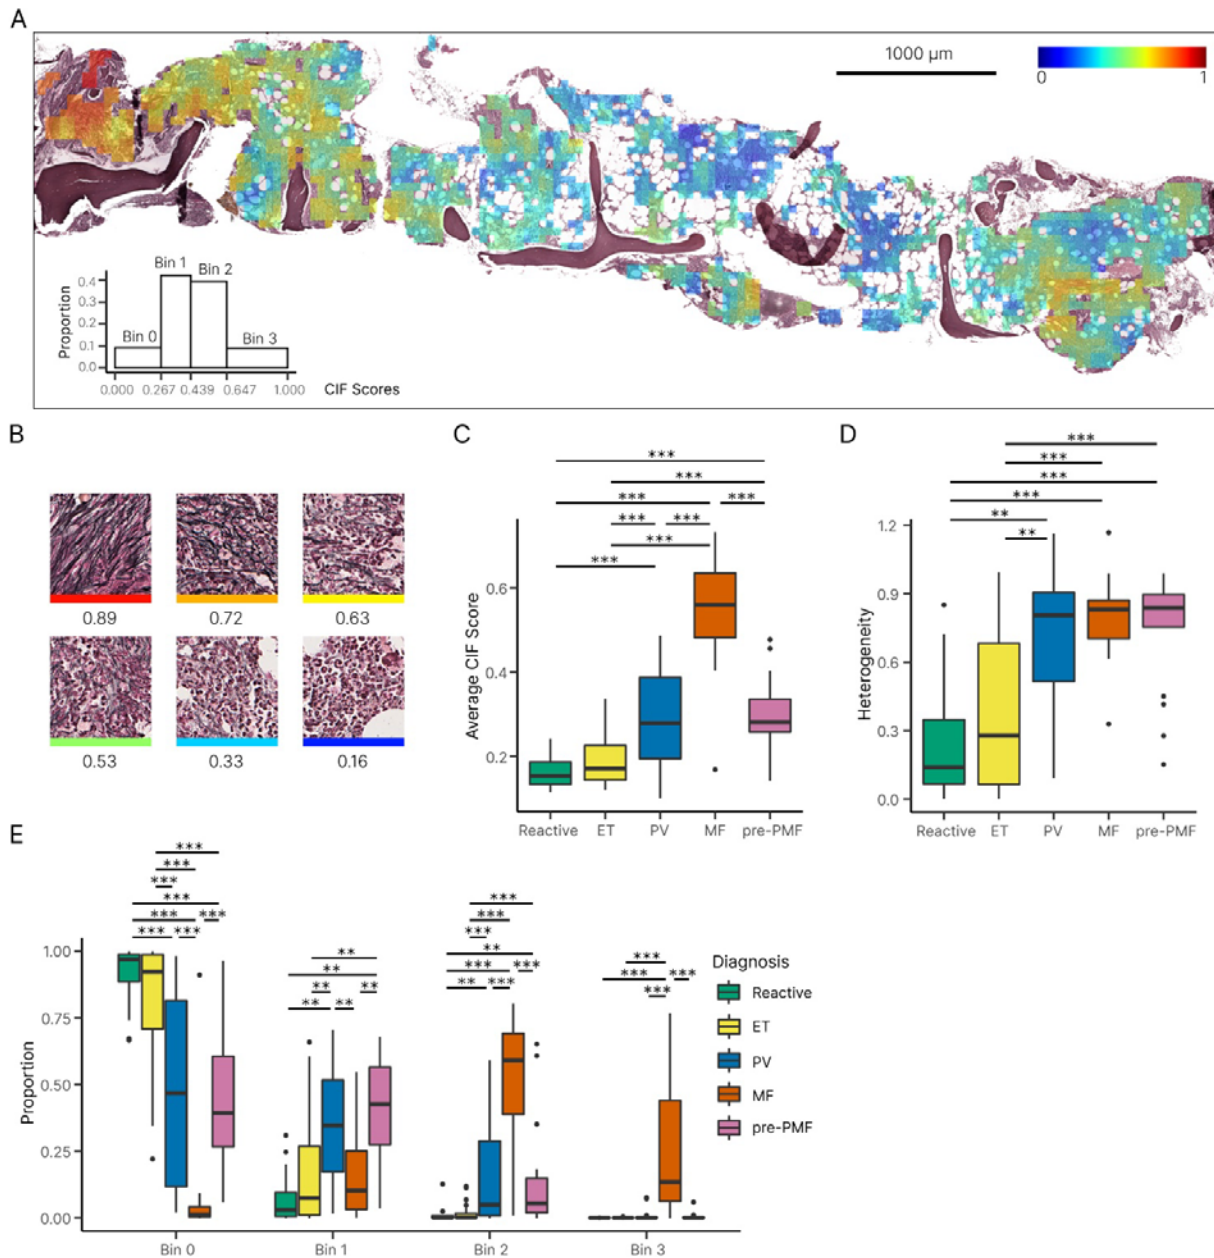 A
1000 µm
0 1
Proportion
0.4
0.3
0.2
0.1
0.0
Bin 0 Bin 1 Bin 2 Bin 3
0.000 0.267 0.439 0.647 1.000 CIF Scores
B
0.89 0.72 0.63
0.53 0.33 0.16
C
***
***
*** ***
*** ***
***
***
Average CIF Score
0.6
0.4
0.2
Reactive ET PV MF pre-PMF
D
***
***
***
***
**
**
Heterogeneity
1.2
0.9
0.6
0.3
0.0
Reactive ET PV MF pre-PMF
E
***
***
***
***
*** ***
*** ***
**
**
** **
** **
***
***
***
**
*** ***
** ***
***
*** ***
***
Proportion
1.00
0.75
0.50
0.25
0.00
Bin 0 Bin 1 Bin 2 Bin 3
Diagnosis
Reactive
ET
PV
MF
pre-PMF